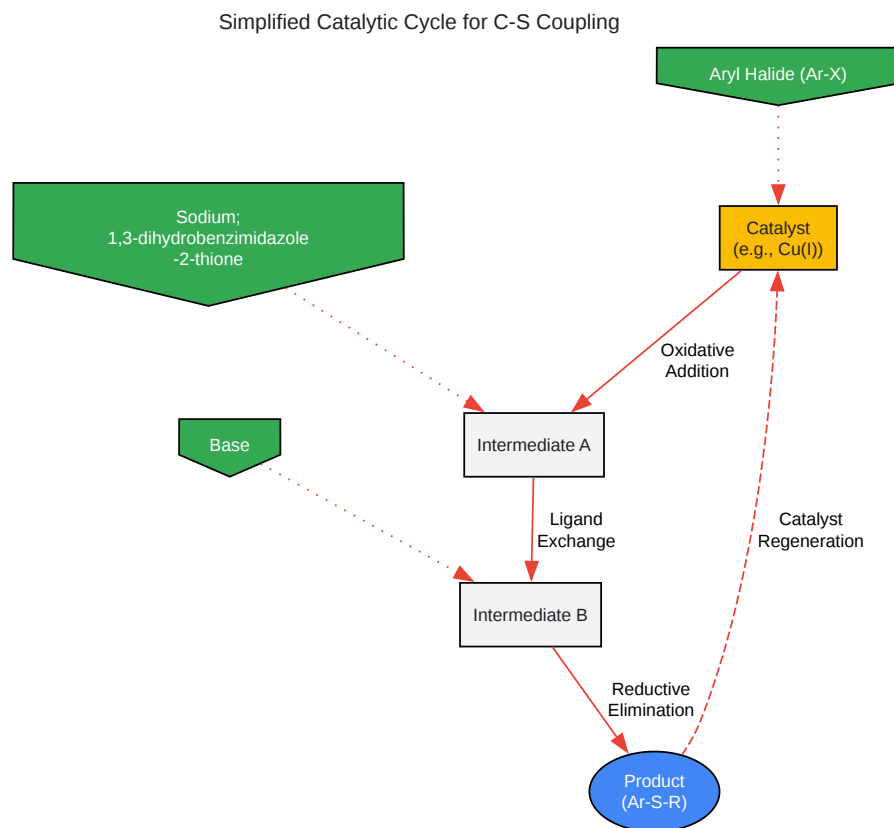 Simplified Catalytic Cycle for C-S Coupling
Aryl Halide (Ar-X)
Sodium;
1,3-dihydrobenzimidazole
-2-thione
Catalyst
(e.g., Cu(I))
Oxidative
Addition
Intermediate A
Base
Ligand
Exchange
Catalyst
Regeneration
Intermediate B
Reductive
Elimination
Product
(Ar-S-R)